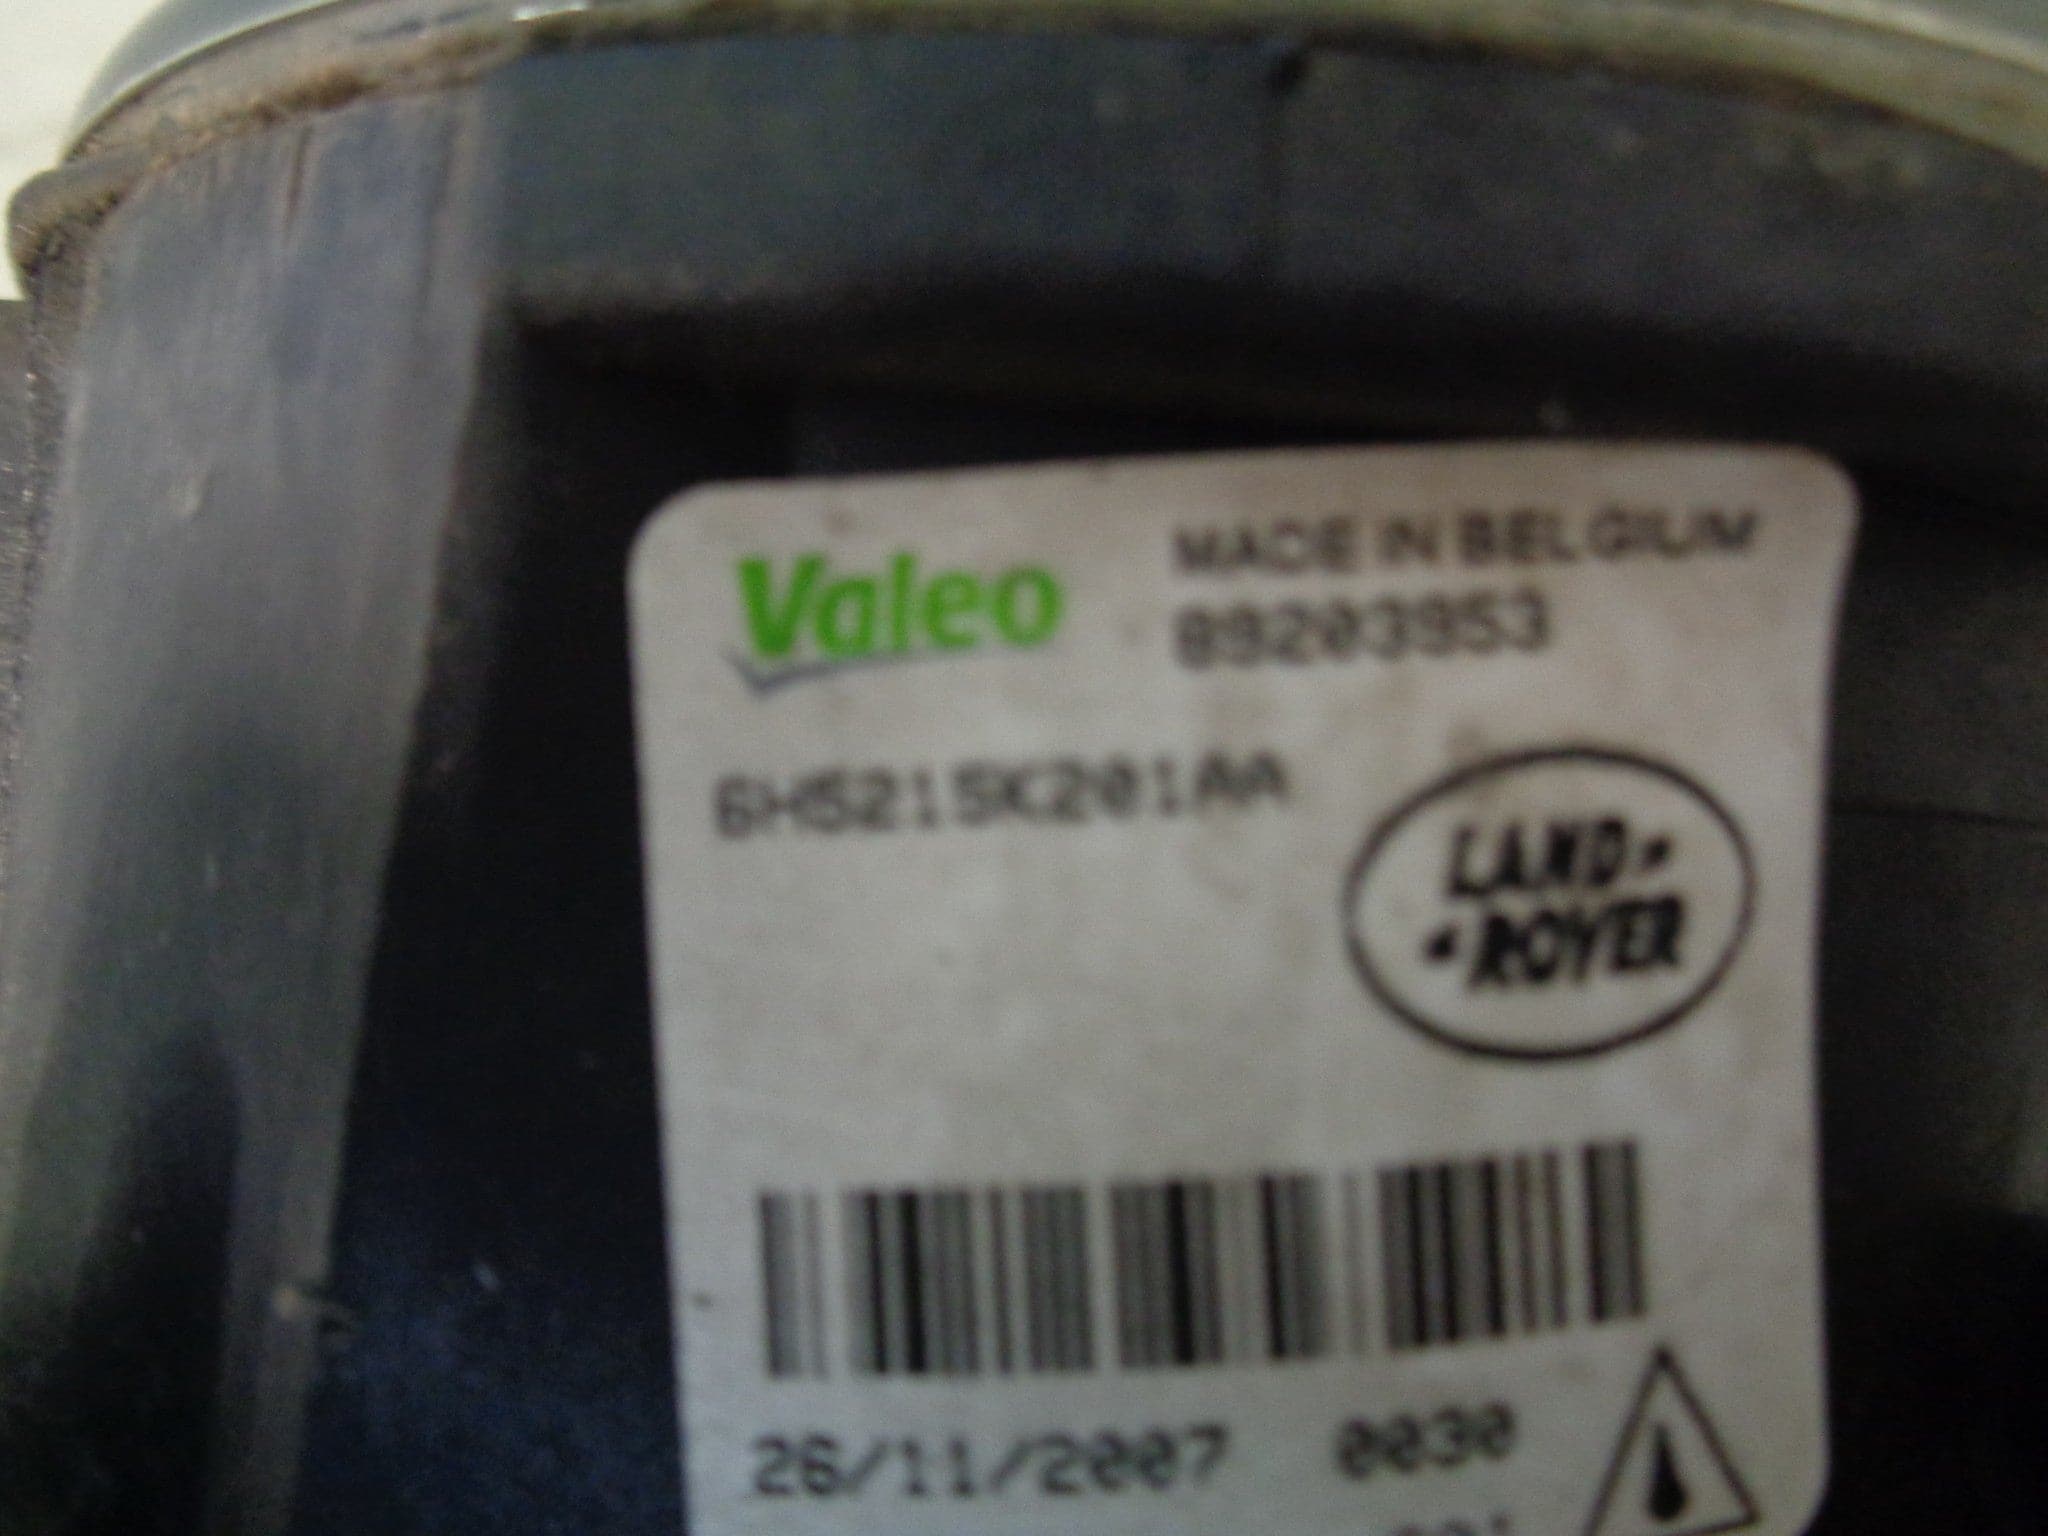 Valeo
MADE IN BELGIUM
89203953
6H5215K201AA
LAND
ROVER
26/11/2007 0030